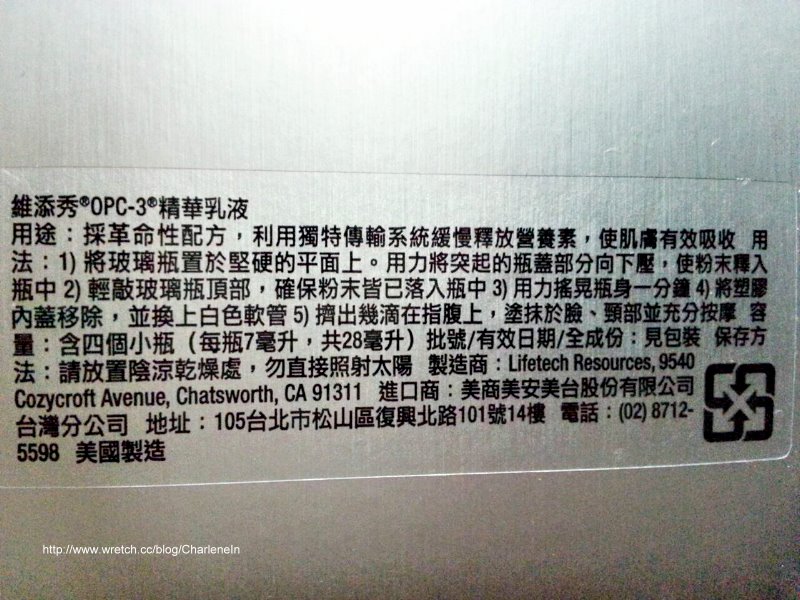 維添秀®OPC-3®精華乳液
用途：採革命性配方，利用獨特傳輸系統緩慢釋放營養素，使肌膚有效吸收 用
法：1) 將玻璃瓶置於堅硬的平面上。用力將突起的瓶蓋部分向下壓，使粉末釋入
瓶中 2) 輕敲玻璃瓶頂部，確保粉末皆已落入瓶中 3) 用力搖晃瓶身一分鐘 4) 將塑膠
內蓋移除，並換上白色軟管 5) 擠出幾滴在指腹上，塗抹於臉、頸部並充分按摩 容
量：含四個小瓶（每瓶7毫升，共28毫升）批號/有效日期/全成份：見包裝 保存方
法：請放置陰涼乾燥處，勿直接照射太陽 製造商：Lifetech Resources, 9540
Cozycroft Avenue, Chatsworth, CA 91311 進口商：美商美安美台股份有限公司
台灣分公司 地址：105台北市松山區復興北路101號14樓 電話：(02) 8712-
5598 美國製造
http://www.wretch.cc/blog/CharleneIn